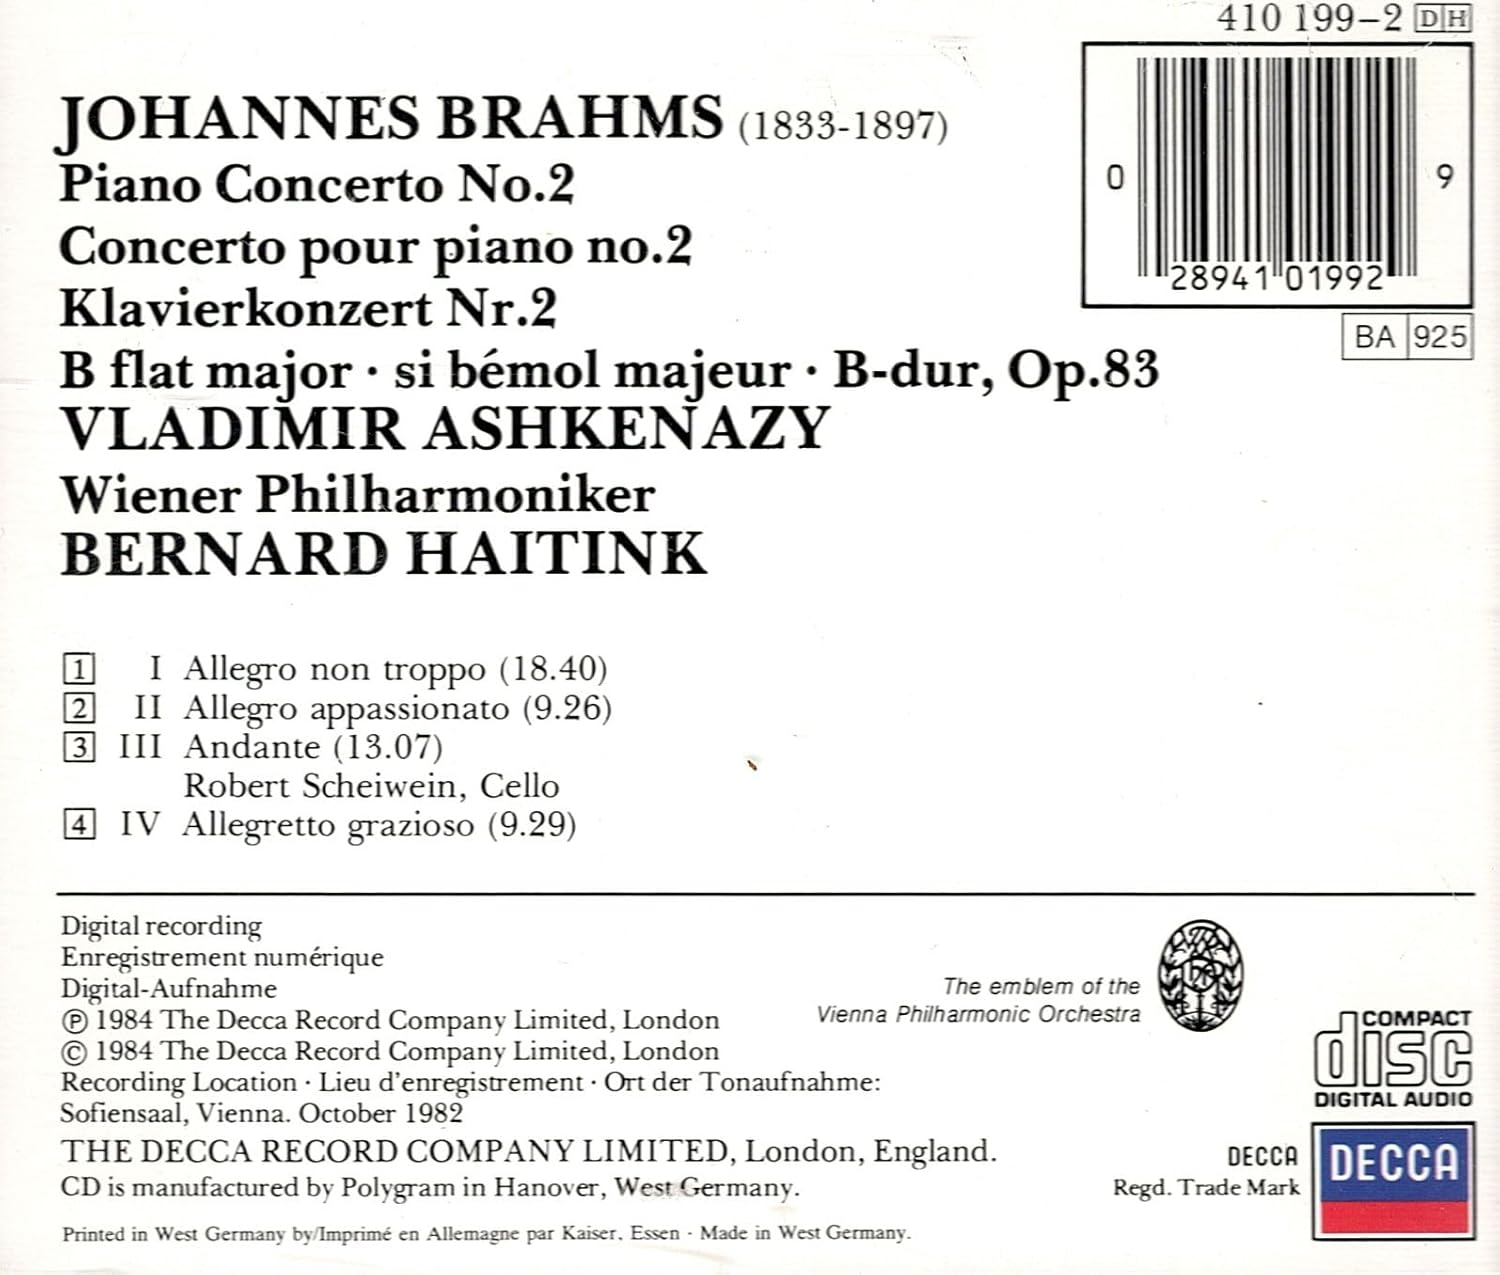 410 199-2 DH
JOHANNES BRAHMS (1833-1897)
Piano Concerto No.2
Concerto pour piano no.2
Klavierkonzert Nr.2
B flat major · si bémol majeur · B-dur, Op.83
VLADIMIR ASHKENAZY
Wiener Philharmoniker
BERNARD HAITINK
0 28941 01992 9
BA 925
1 I Allegro non troppo (18.40)
2 II Allegro appassionato (9.26)
3 III Andante (13.07)
Robert Scheiwein, Cello
4 IV Allegretto grazioso (9.29)
Digital recording
Enregistrement numérique
Digital-Aufnahme
℗ 1984 The Decca Record Company Limited, London
© 1984 The Decca Record Company Limited, London
Recording Location · Lieu d'enregistrement · Ort der Tonaufnahme:
Sofiensaal, Vienna. October 1982
THE DECCA RECORD COMPANY LIMITED, London, England.
CD is manufactured by Polygram in Hanover, West Germany.
Printed in West Germany by/Imprimé en Allemagne par Kaiser, Essen · Made in West Germany.
The emblem of the
Vienna Philharmonic Orchestra
COMPACT
disc
DIGITAL AUDIO
DECCA
Regd. Trade Mark
DECCA